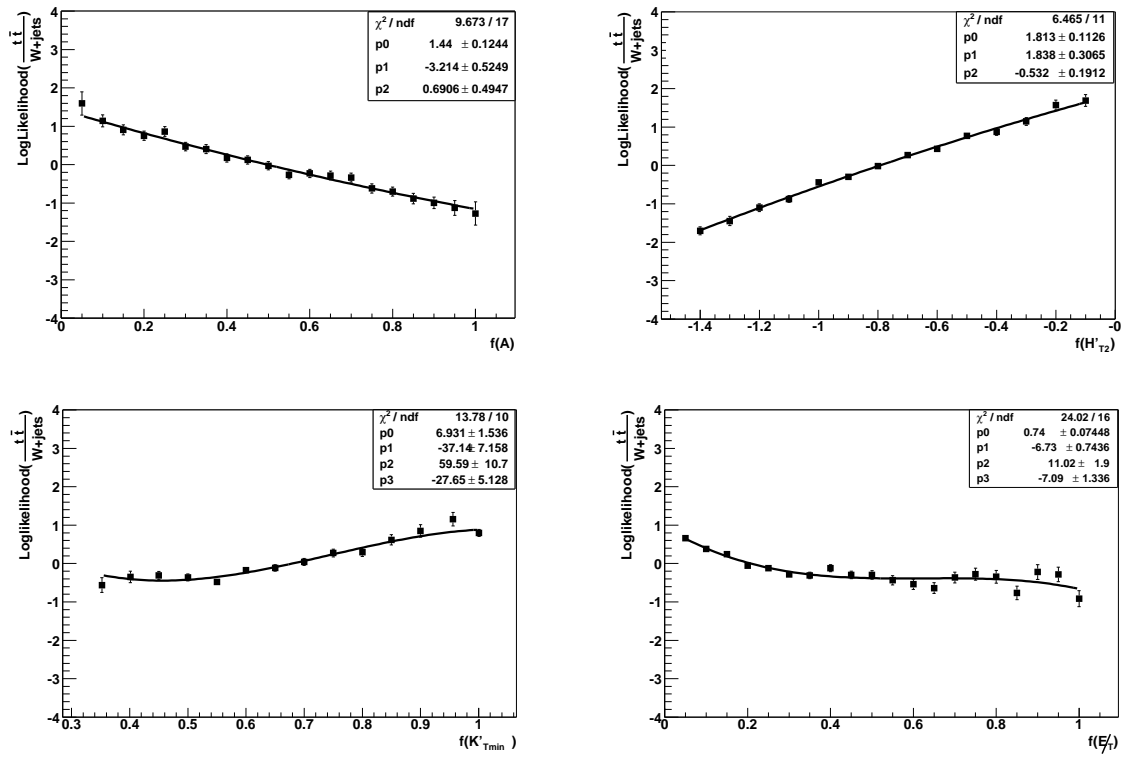 LogLikelihood( t t̄ / W+jets )
χ² / ndf 9.673 / 17
p0 1.44 ± 0.1244
p1 -3.214 ± 0.5249
p2 0.6906 ± 0.4947
4
3
2
1
0
-1
-2
-3
-4
0 0.2 0.4 0.6 0.8 1
f(A)
LogLikelihood( t t̄ / W+jets )
χ² / ndf 6.465 / 11
p0 1.813 ± 0.1126
p1 1.838 ± 0.3065
p2 -0.532 ± 0.1912
4
3
2
1
0
-1
-2
-3
-4
-1.4 -1.2 -1 -0.8 -0.6 -0.4 -0.2 -0
f(H'T2)
Loglikelihood( t t̄ / W+jets )
χ² / ndf 13.78 / 10
p0 6.931 ± 1.536
p1 -37.14 ± 7.158
p2 59.59 ± 10.7
p3 -27.65 ± 5.128
4
3
2
1
0
-1
-2
-3
-4
0.3 0.4 0.5 0.6 0.7 0.8 0.9 1
f(K'Tmin )
Loglikelihood( t t̄ / W+jets )
χ² / ndf 24.02 / 16
p0 0.74 ± 0.07448
p1 -6.73 ± 0.7436
p2 11.02 ± 1.9
p3 -7.09 ± 1.336
4
3
2
1
0
-1
-2
-3
-4
0 0.2 0.4 0.6 0.8 1
f(E̸T)